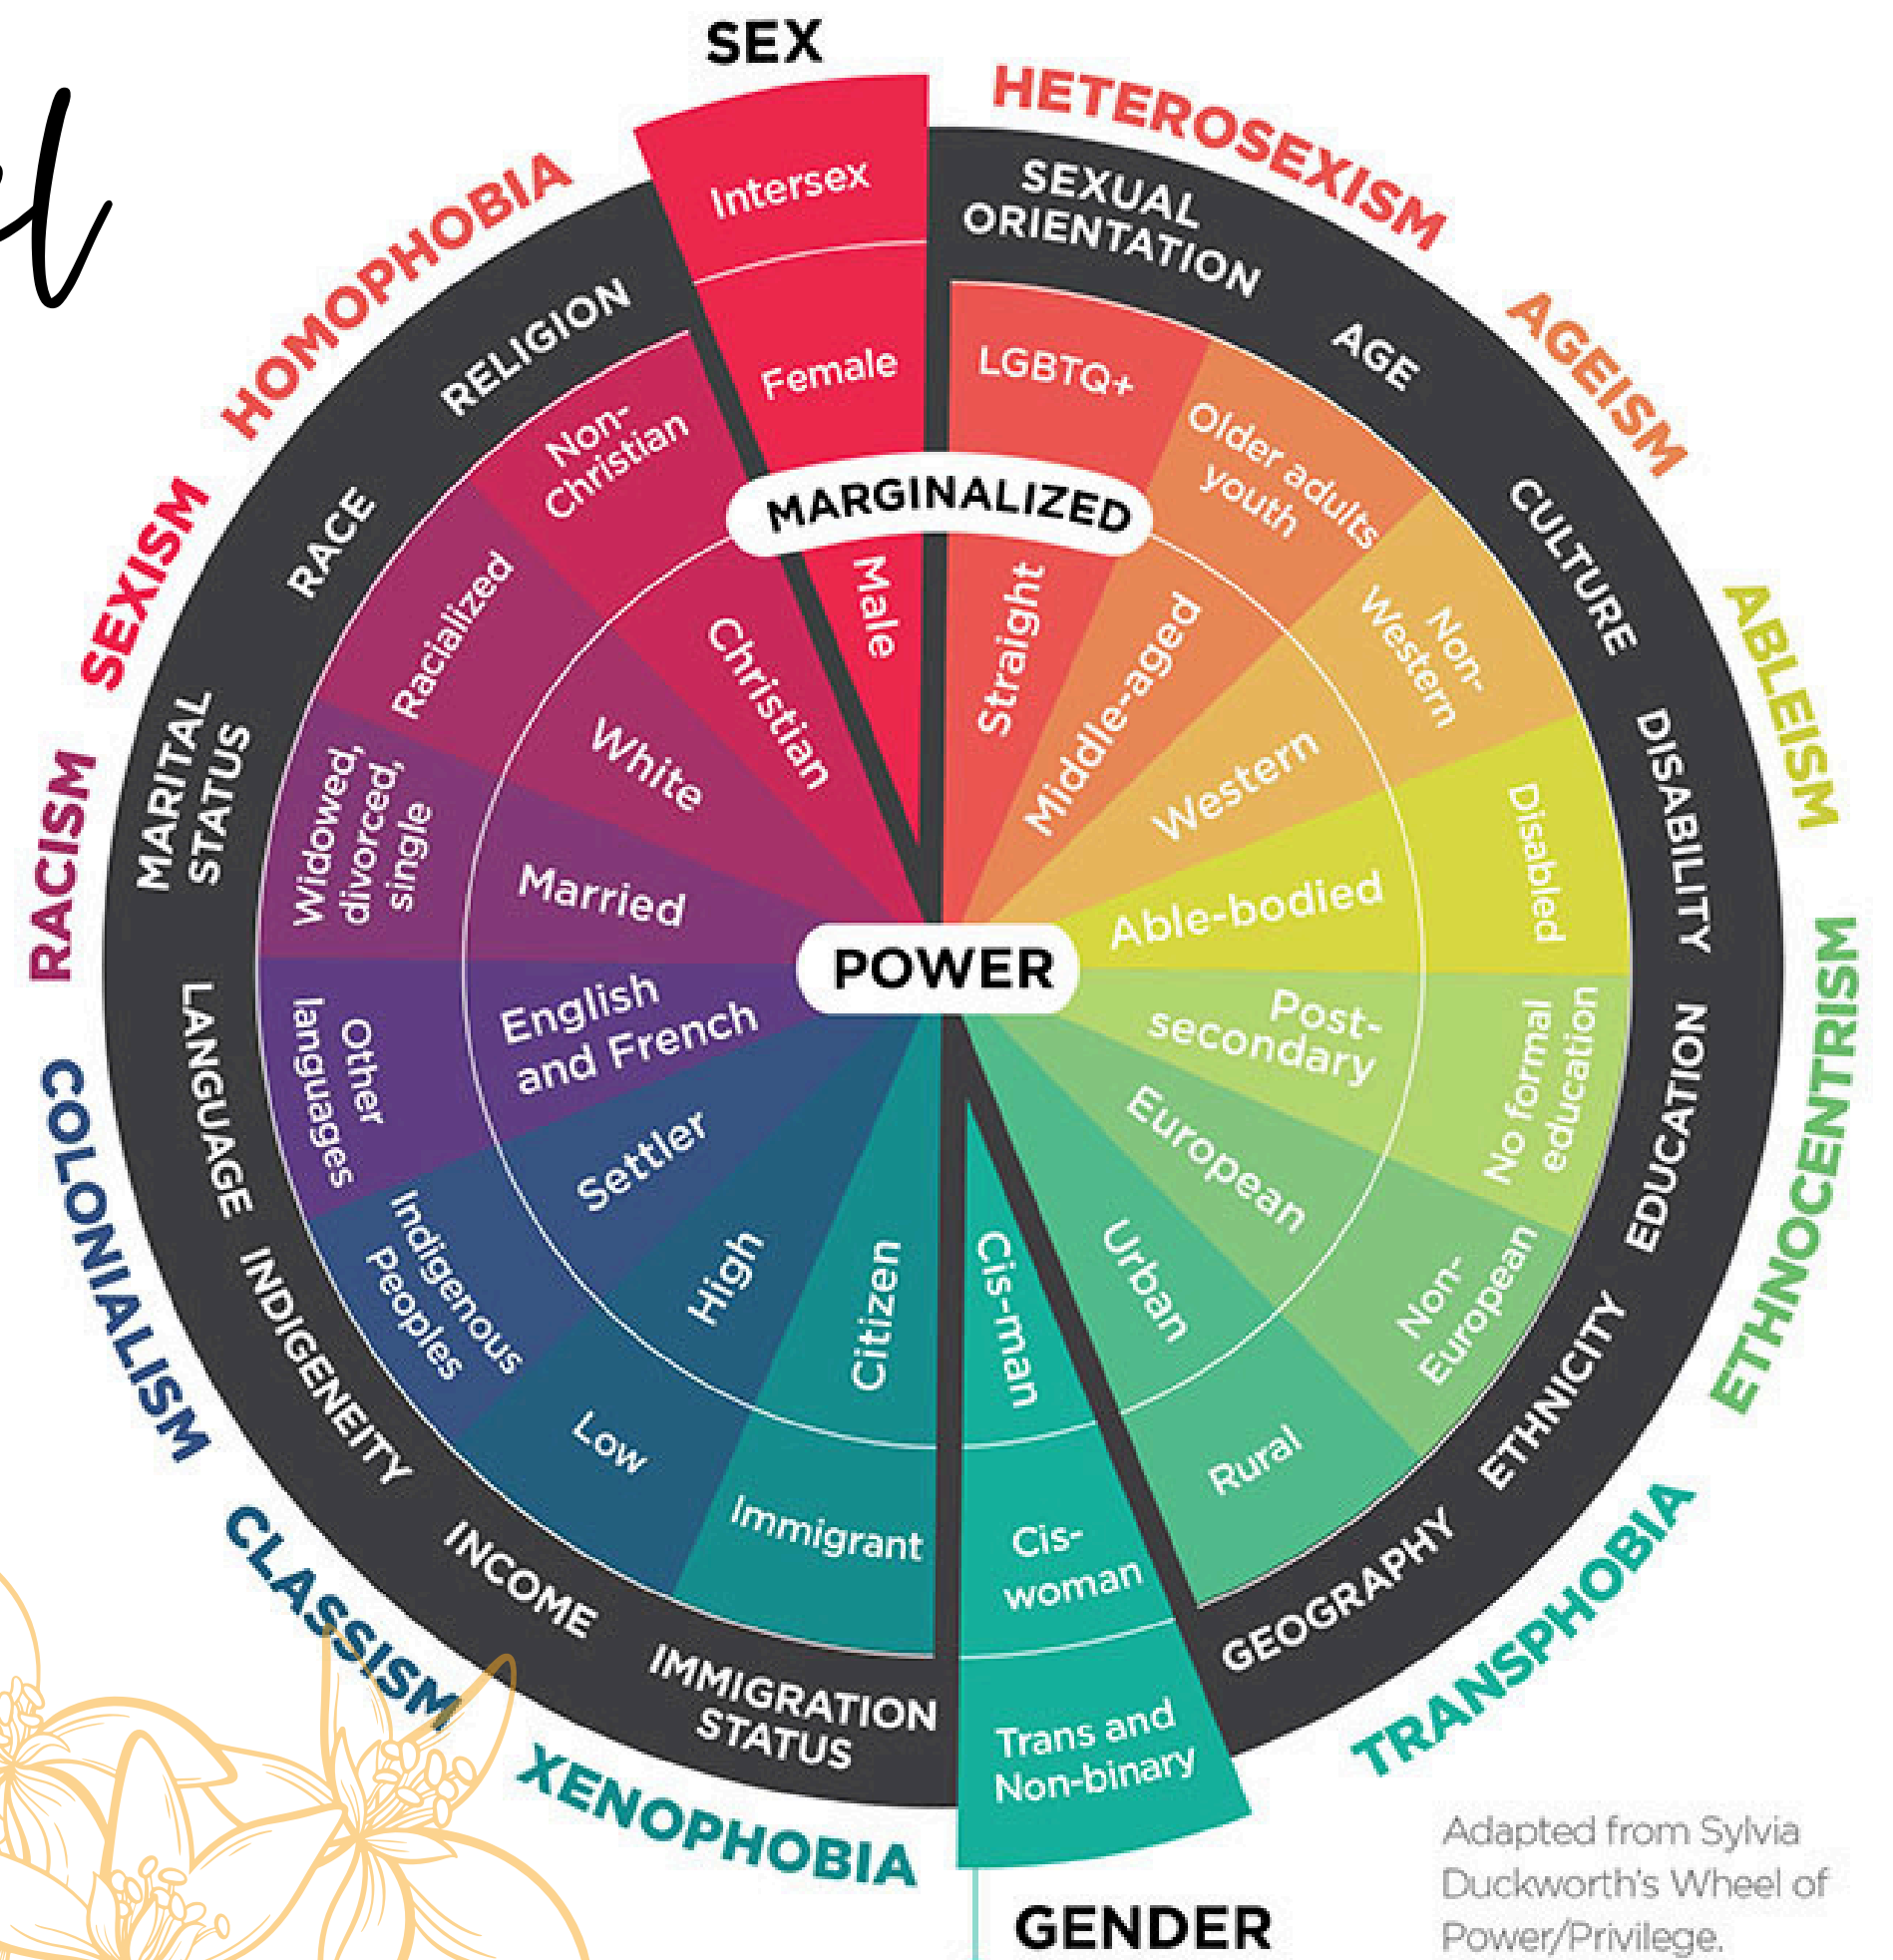 SEX
HETEROSEXISM
AGEISM
ABLEISM
ETHNOCENTRISM
TRANSPHOBIA
GENDER
XENOPHOBIA
CLASSISM
COLONIALISM
RACISM
SEXISM
HOMOPHOBIA
Intersex
Female
Male
SEXUAL
ORIENTATION
LGBTQ+
Straight
AGE
Older adults
youth
Middle-aged
CULTURE
Non-
Western
Western
DISABILITY
Disabled
Able-bodied
EDUCATION
No formal
education
Post-
secondary
ETHNICITY
Non-
European
European
GEOGRAPHY
Rural
Urban
Cis-man
Cis-
woman
Trans and
Non-binary
IMMIGRATION
STATUS
Immigrant
Citizen
INCOME
Low
High
INDIGENEITY
Indigenous
Peoples
Settler
LANGUAGE
Other
languages
English
and French
MARITAL
STATUS
Widowed,
divorced,
single
Married
RACE
Racialized
White
RELIGION
Non-
Christian
Christian
MARGINALIZED
POWER
Adapted from Sylvia
Duckworth's Wheel of
Power/Privilege.